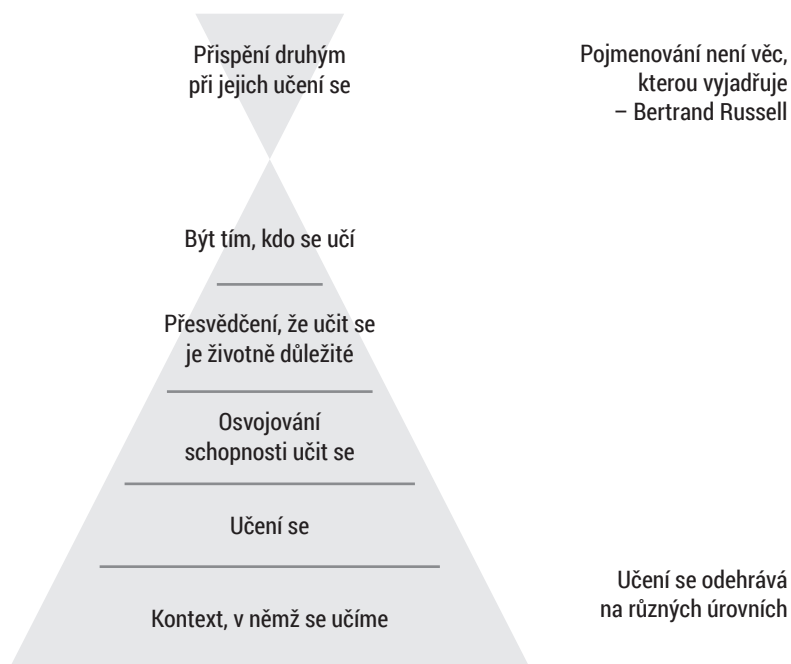 Přispění druhým
při jejich učení se
Pojmenování není věc,
kterou vyjadřuje
– Bertrand Russell
Být tím, kdo se učí
Přesvědčení, že učit se
je životně důležité
Osvojování
schopnosti učit se
Učení se
Kontext, v němž se učíme
Učení se odehrává
na různých úrovních